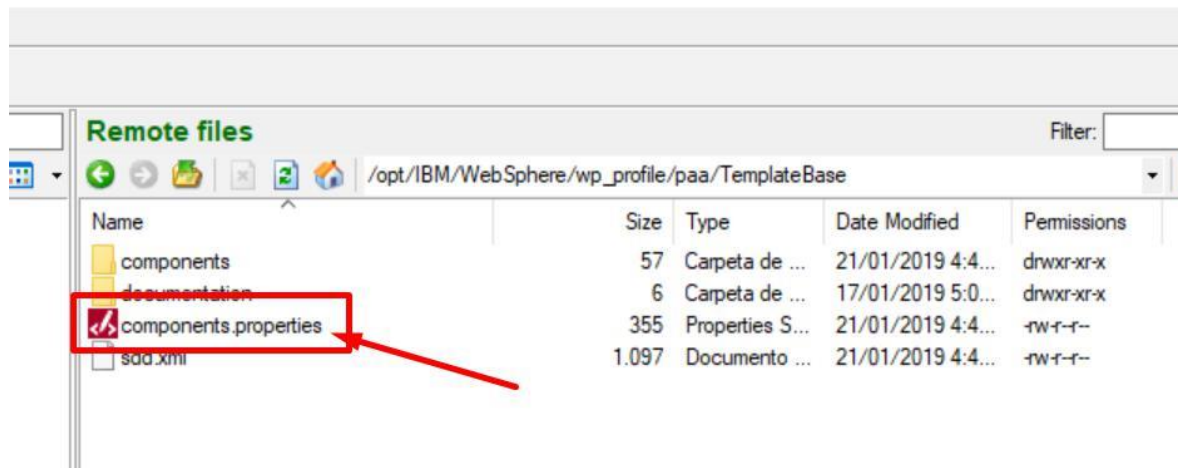 Remote files Filter:
/opt/IBM/WebSphere/wp_profile/paa/TemplateBase
Name Size Type Date Modified Permissions
components 57 Carpeta de ... 21/01/2019 4:4... drwxr-xr-x
documentation 6 Carpeta de ... 17/01/2019 5:0... drwxr-xr-x
components.properties 355 Properties S... 21/01/2019 4:4... -rw-r--r--
sdd.xml 1.097 Documento ... 21/01/2019 4:4... -rw-r--r--